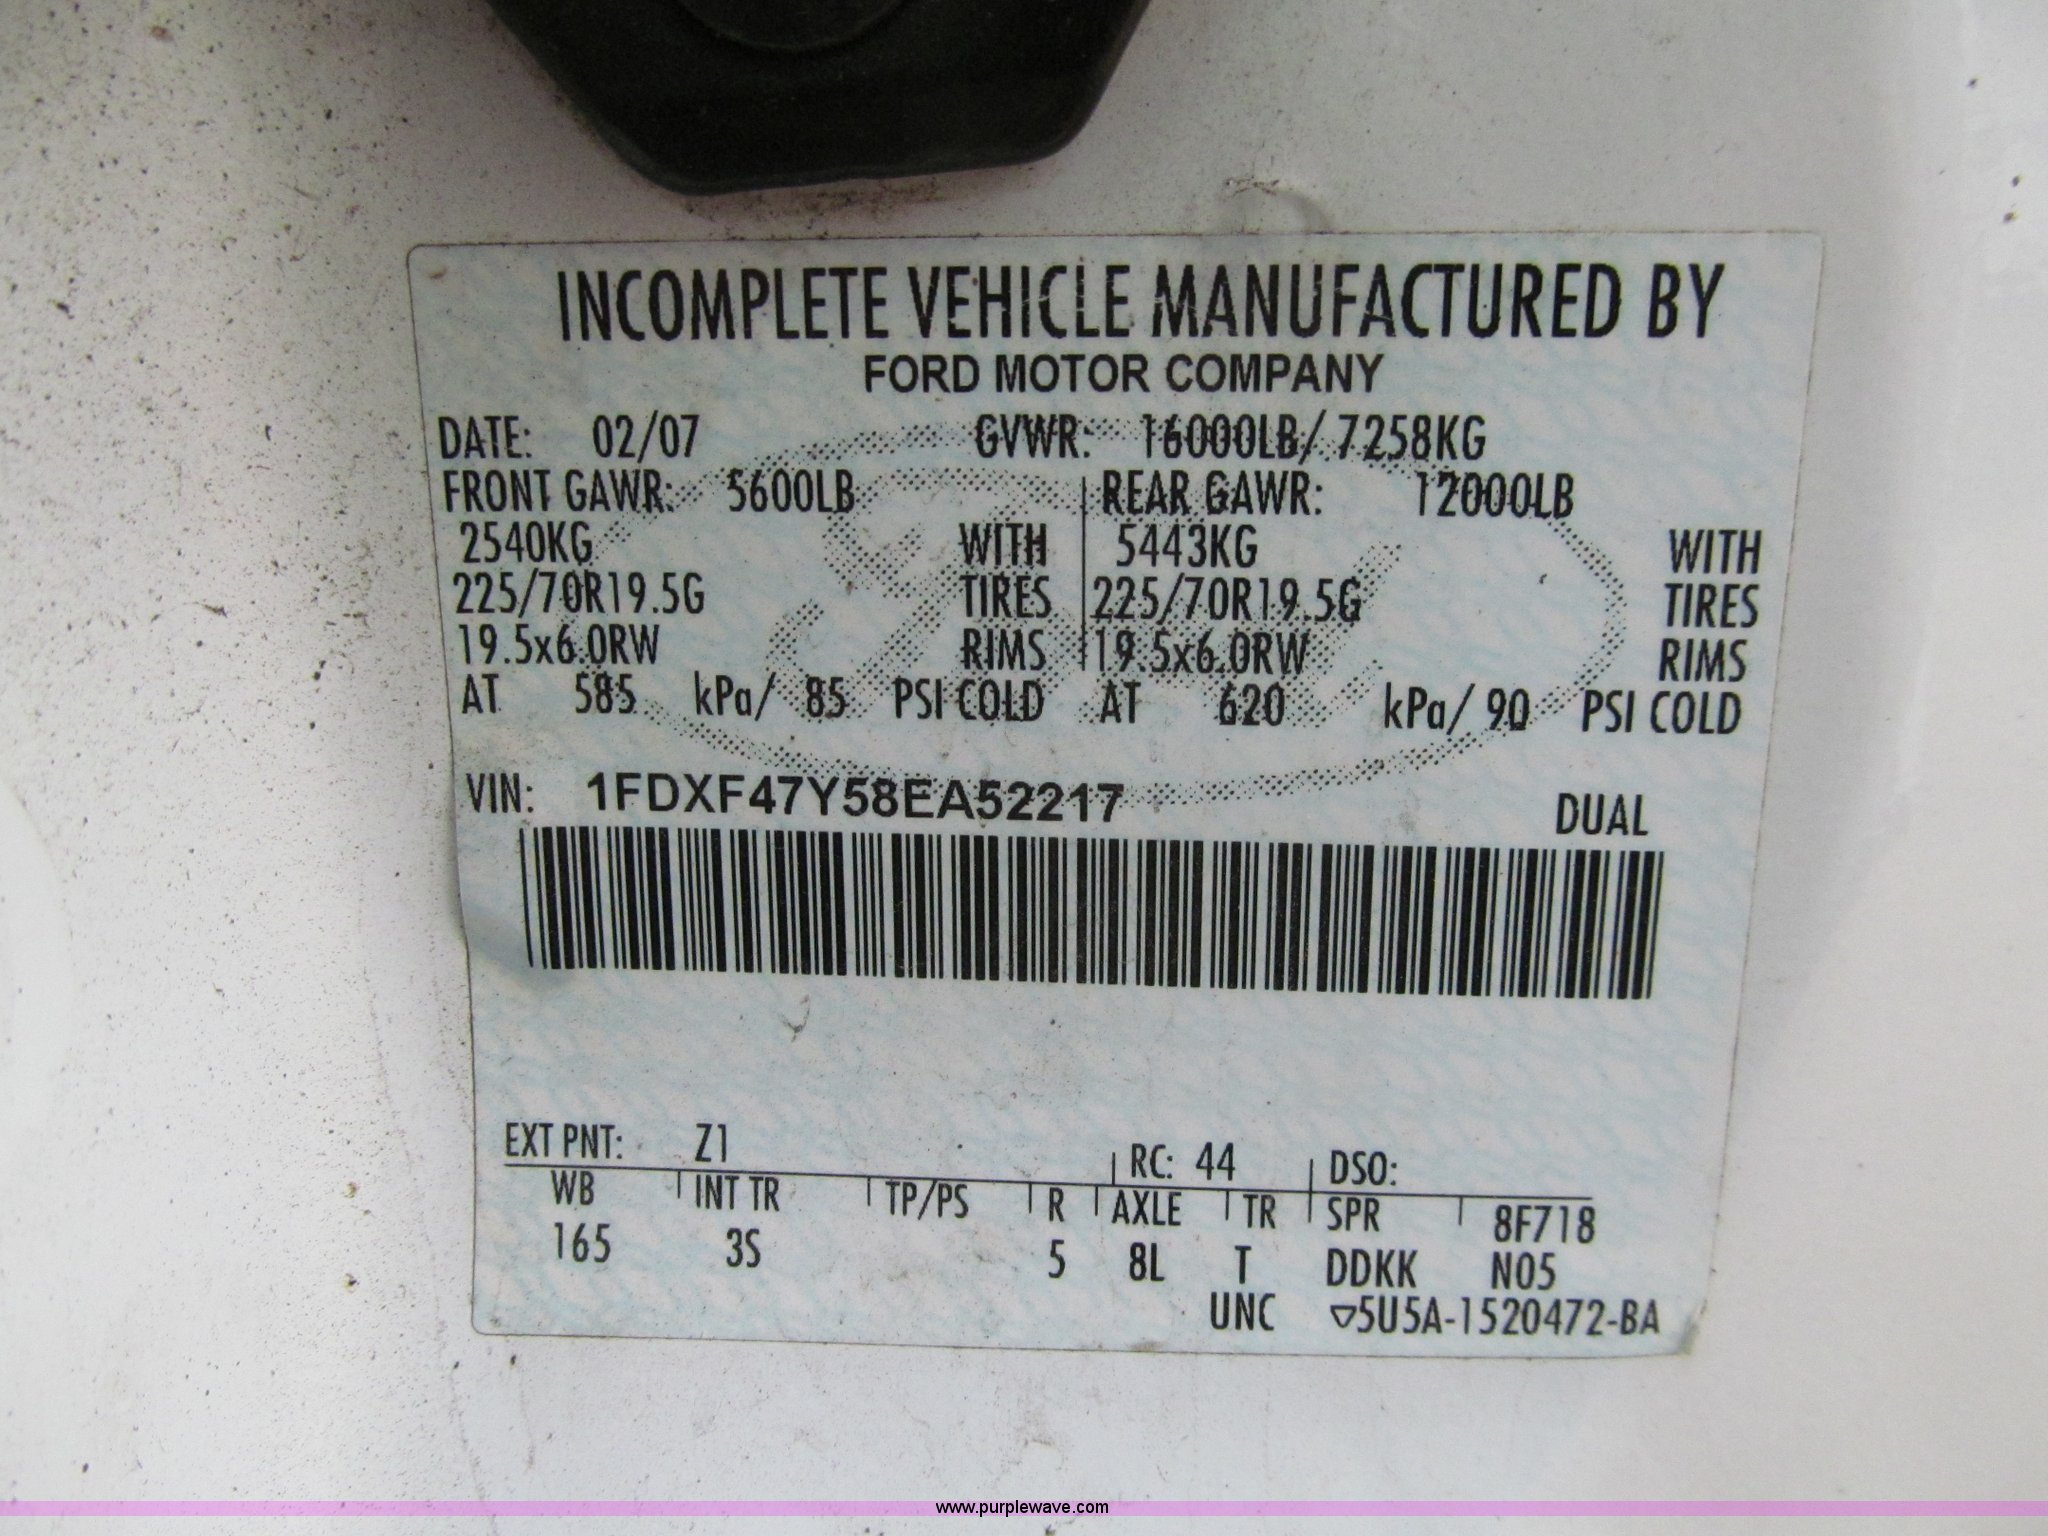 INCOMPLETE VEHICLE MANUFACTURED BY
FORD MOTOR COMPANY
DATE: 02/07 GVWR: 16000LB/ 7258KG
FRONT GAWR: 5600LB REAR GAWR: 12000LB
2540KG WITH 5443KG WITH
225/70R19.5G TIRES 225/70R19.5G TIRES
19.5x6.0RW RIMS 19.5x6.0RW RIMS
AT 585 kPa/ 85 PSI COLD AT 620 kPa/ 90 PSI COLD
VIN: 1FDXF47Y58EA52217 DUAL
EXT PNT: Z1 RC: 44 DSO:
WB INT TR TP/PS R AXLE TR SPR 8F718
165 3S 5 8L T DDKK N05
UNC ▽5U5A-1520472-BA
www.purplewave.com